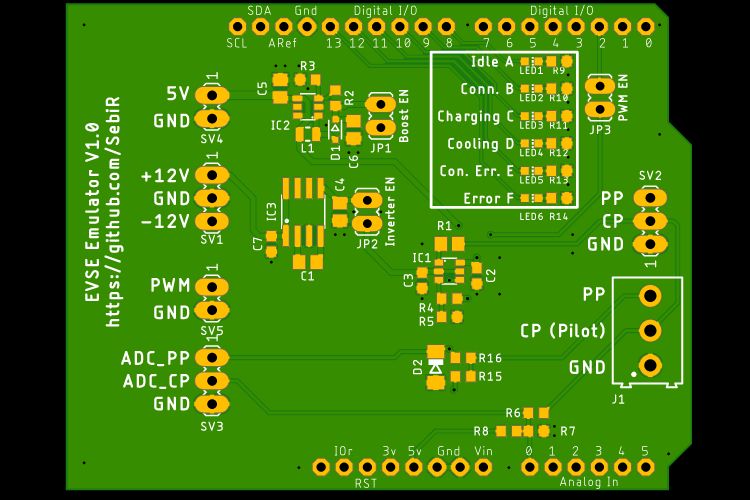 SDA Gnd Digital I/O Digital I/O
SCL ARef 13 12 11 10 9 8 7 6 5 4 3 2 1 0
EVSE Emulator V1.0
https://github.com/SebiR
5V
GND
1
SV4
+12V
GND
-12V
1
SV1
PWM
GND
1
SV5
ADC_PP
ADC_CP
GND
1
SV3
C5
R3
IC2
L1
R2
D1
C6
JP1
Boost EN
IC3
C4
C7
C1
JP2
Inverter EN
Idle A
LED1 R9
Conn. B
LED2 R10
Charging C
LED3 R11
Cooling D
LED4 R12
Con. Err. E
LED5 R13
Error F
LED6 R14
PWM EN
JP3
SV2
PP
CP
GND
1
R1
IC1
C3
C2
R4
R5
D2
R16
R15
PP
CP (Pilot)
GND
J1
R6
R8
R7
IOr 3v 5v Gnd Vin 0 1 2 3 4 5
RST Analog In